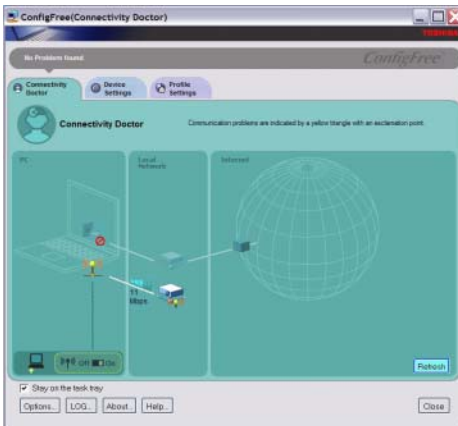 ConfigFree(Connectivity Doctor)
TOSHIBA
No Problem found.
ConfigFree
Connectivity Doctor
Device Settings
Profile Settings
Connectivity Doctor
Communication problems are indicated by a yellow triangle with an exclamation point.
PC
Local Network
Internet
11 Mbps
Off On
Refresh
Stay on the task tray
Options..
LOG..
About..
Help..
Close